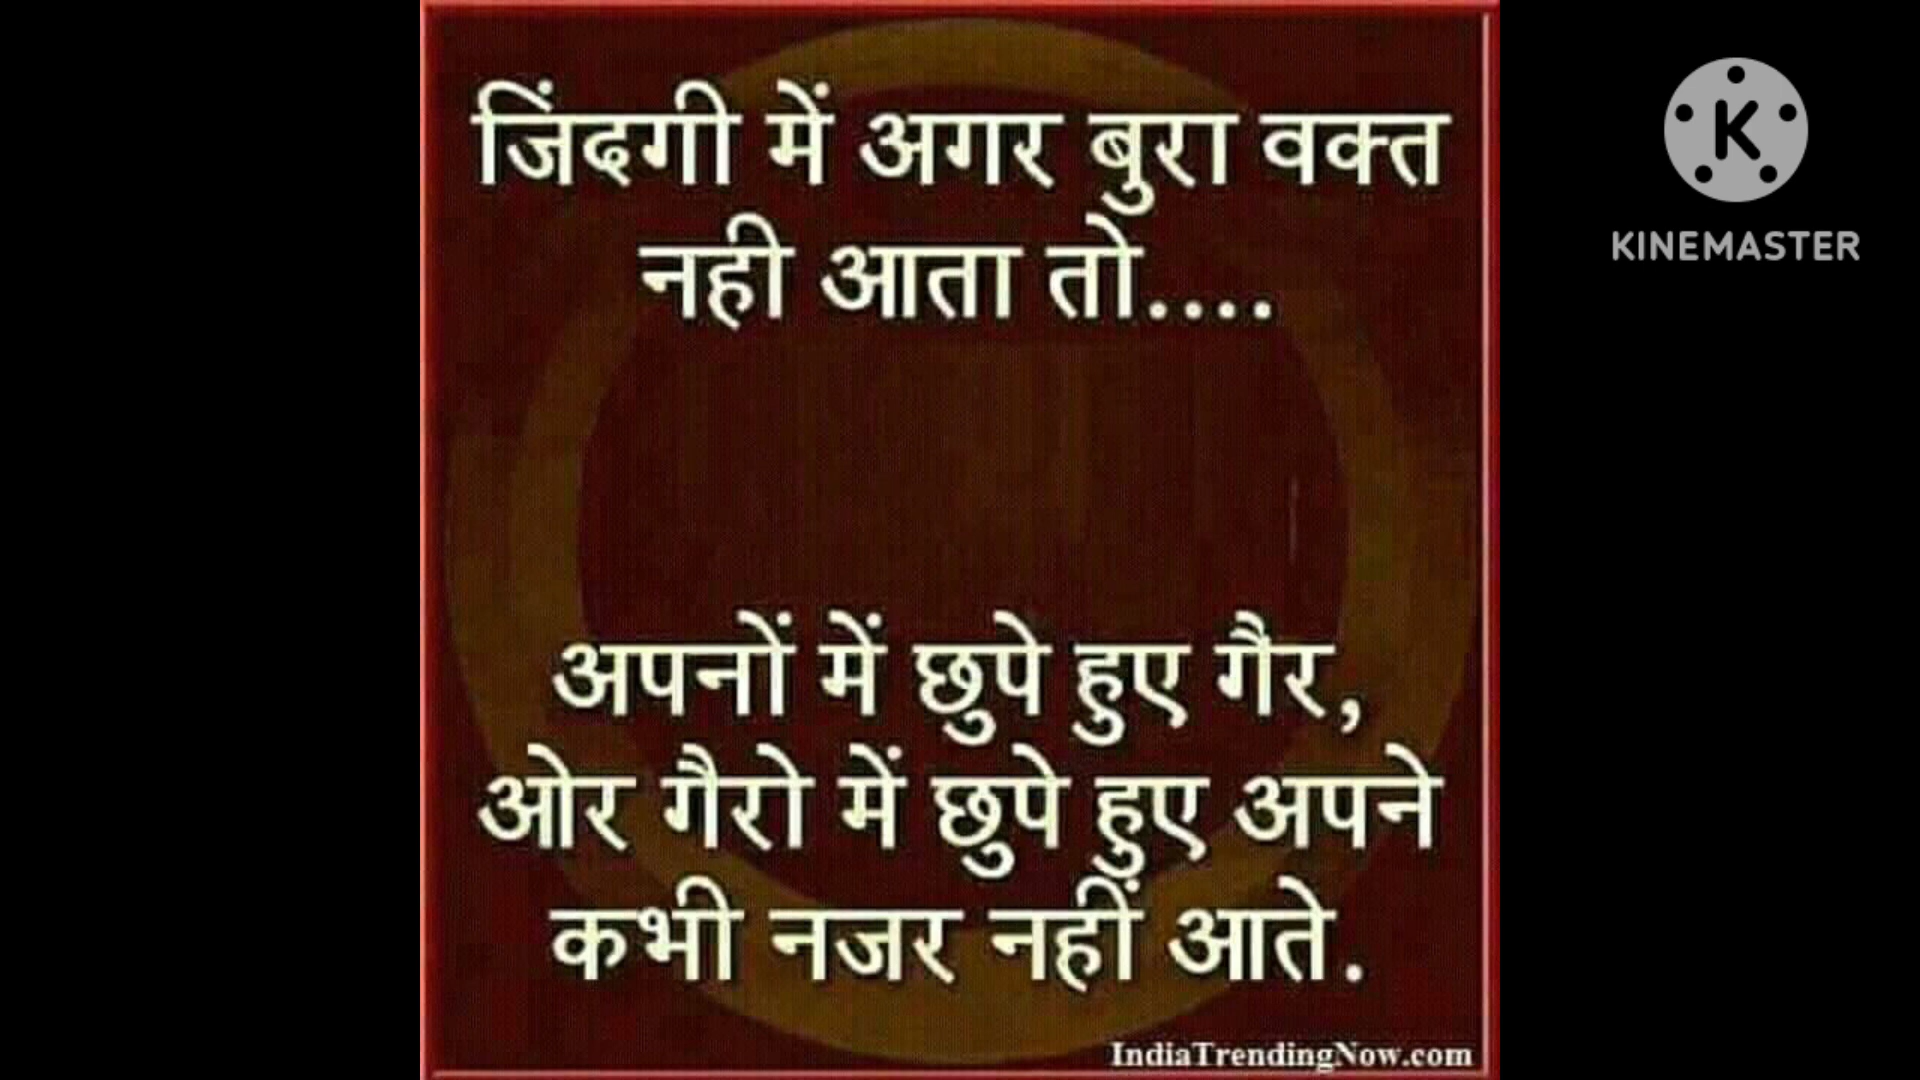 जिंदगी में अगर बुरा वक्त
नही आता तो....
अपनों में छुपे हुए गैर,
ओर गैरो में छुपे हुए अपने
कभी नजर नहीं आते.
IndiaTrendingNow.com
K
KINEMASTER